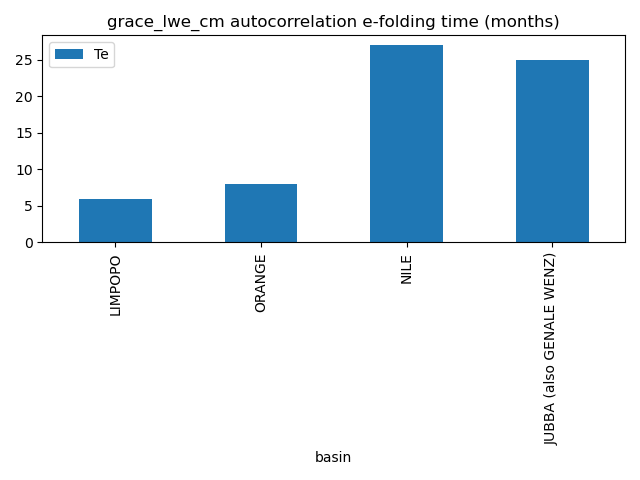 grace_lwe_cm autocorrelation e-folding time (months)
Te
25
20
15
10
5
0
LIMPOPO
ORANGE
NILE
JUBBA (also GENALE WENZ)
basin